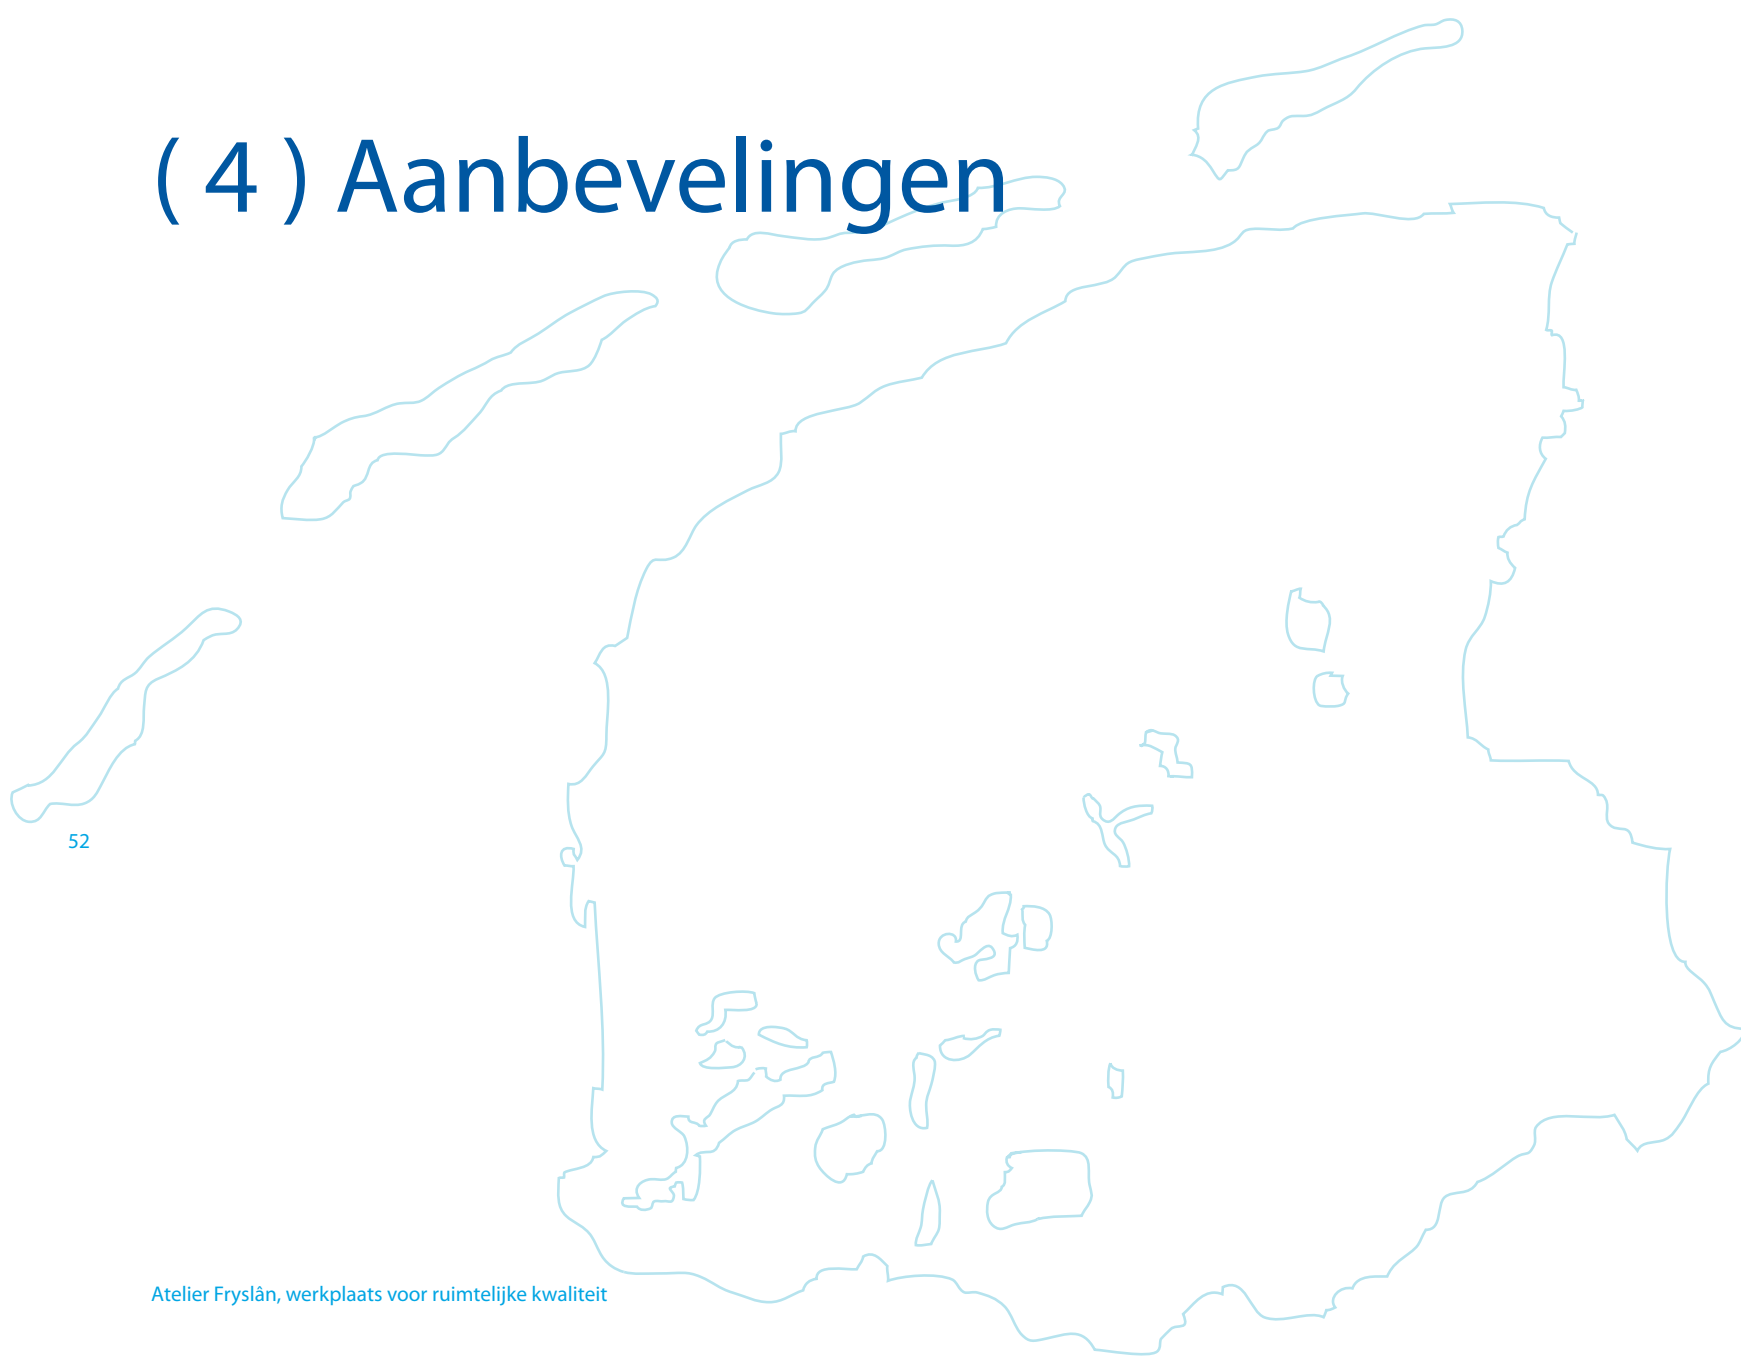 ( 4 ) Aanbevelingen
52
Atelier Fryslân, werkplaats voor ruimtelijke kwaliteit